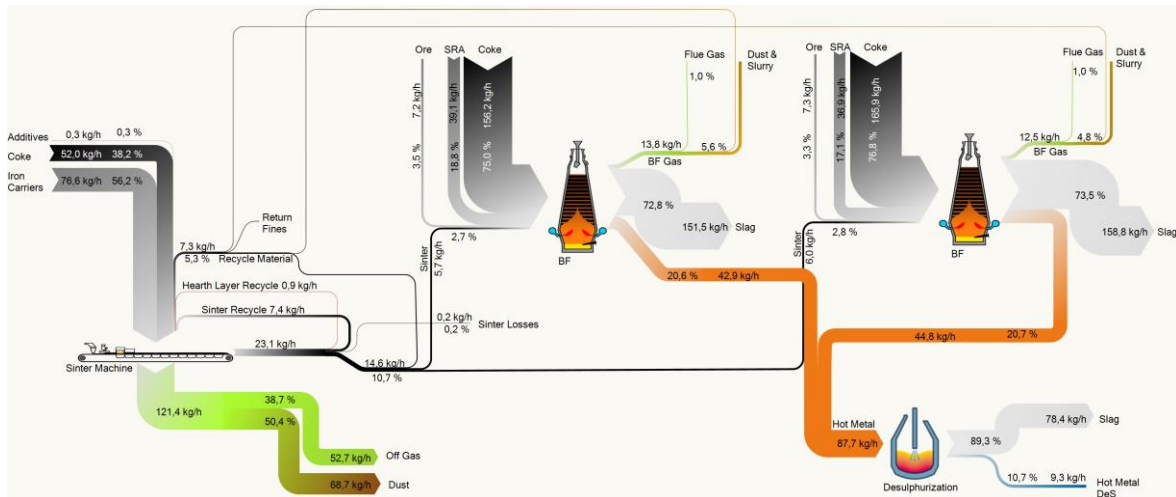 Ore SRA Coke
Flue Gas
Dust &
Slurry
1,0 %
7,2 kg/h
39,1 kg/h
156,2 kg/h
3,5 %
18,8 %
75,0 %
13,8 kg/h
5,6 %
BF Gas
72,8 %
151,5 kg/h
Slag
BF
Sinter
5,7 kg/h
2,7 %
20,6 %
42,9 kg/h
Ore SRA Coke
Flue Gas
Dust &
Slurry
1,0 %
7,3 kg/h
36,9 kg/h
165,9 kg/h
3,3 %
17,1 %
76,8 %
12,5 kg/h
4,8 %
BF Gas
73,5 %
158,8 kg/h
Slag
BF
Sinter
6,0 kg/h
2,8 %
44,8 kg/h
20,7 %
Additives
0,3 kg/h
0,3 %
Coke
52,0 kg/h
38,2 %
Iron
Carriers
76,6 kg/h
56,2 %
Return
Fines
7,3 kg/h
5,3 %
Recycle Material
Hearth Layer Recycle 0,9 kg/h
Sinter Recycle 7,4 kg/h
0,2 kg/h
0,2 %
Sinter Losses
23,1 kg/h
14,6 kg/h
10,7 %
Sinter Machine
121,4 kg/h
38,7 %
50,4 %
52,7 kg/h
Off Gas
68,7 kg/h
Dust
Hot Metal
87,7 kg/h
Desulphurization
89,3 %
78,4 kg/h
Slag
10,7 %
9,3 kg/h
Hot Metal
DeS